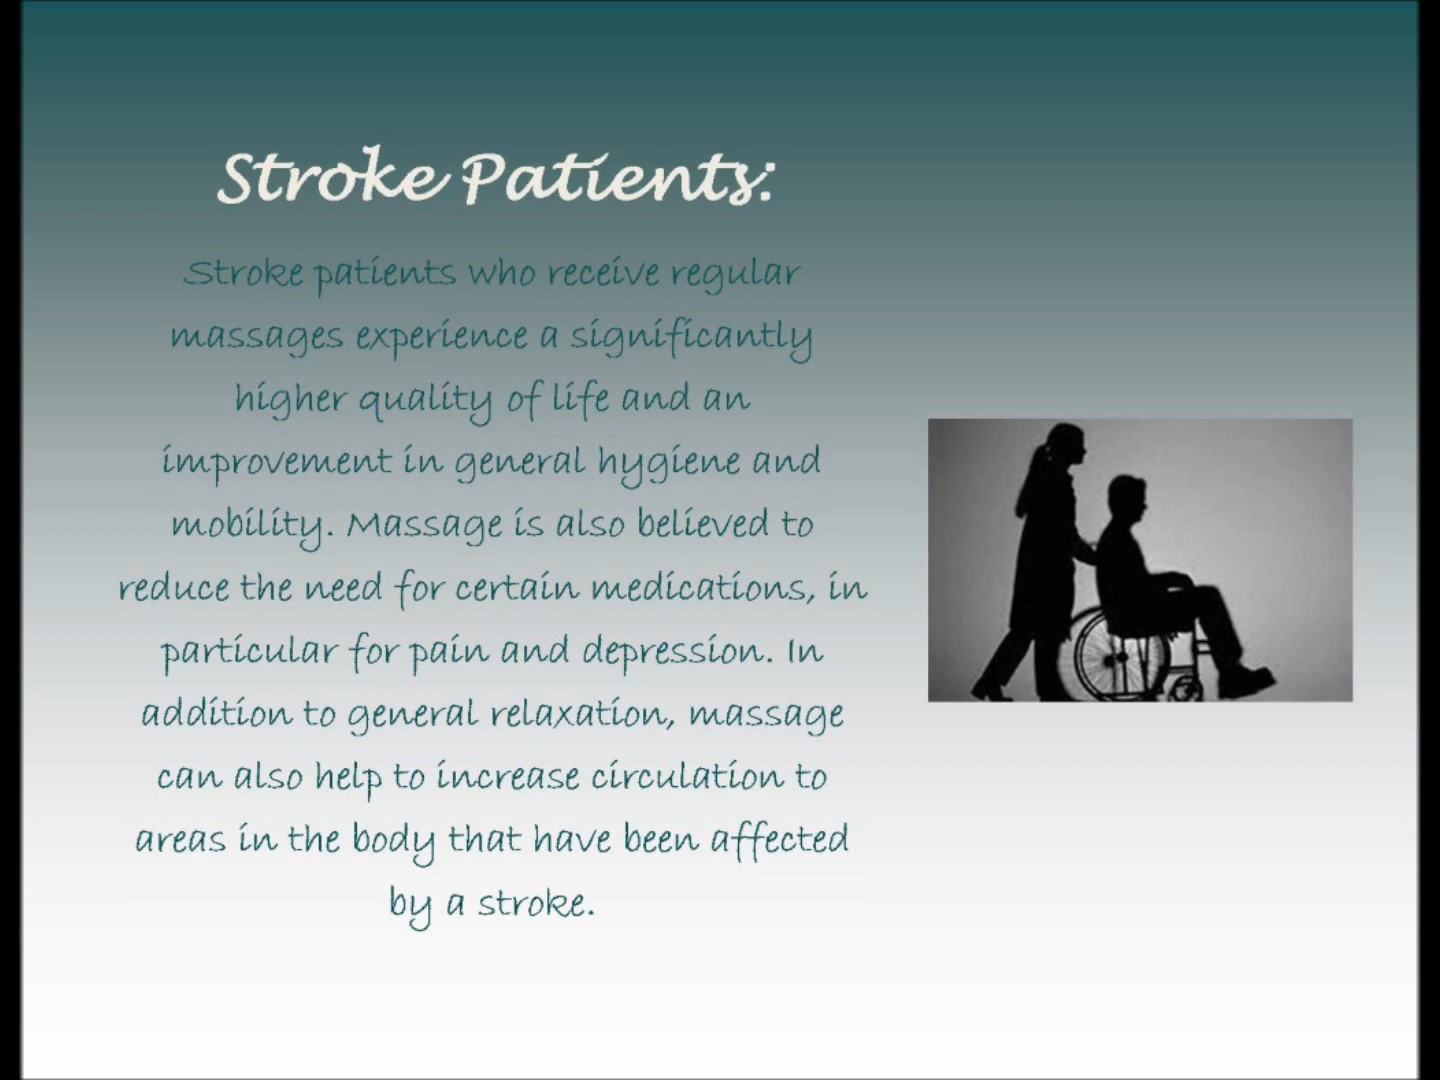 Stroke Patients:
Stroke patients who receive regular
massages experience a significantly
higher quality of life and an
improvement in general hygiene and
mobility. Massage is also believed to
reduce the need for certain medications, in
particular for pain and depression. In
addition to general relaxation, massage
can also help to increase circulation to
areas in the body that have been affected
by a stroke.